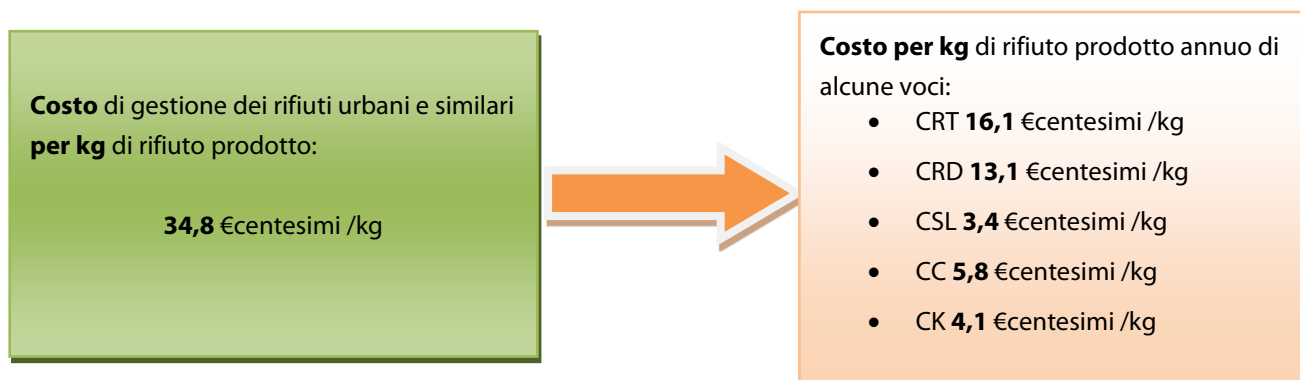 Costo di gestione dei rifiuti urbani e similari
per kg di rifiuto prodotto:
34,8 €centesimi /kg
Costo per kg di rifiuto prodotto annuo di
alcune voci:
• CRT 16,1 €centesimi /kg
• CRD 13,1 €centesimi /kg
• CSL 3,4 €centesimi /kg
• CC 5,8 €centesimi /kg
• CK 4,1 €centesimi /kg